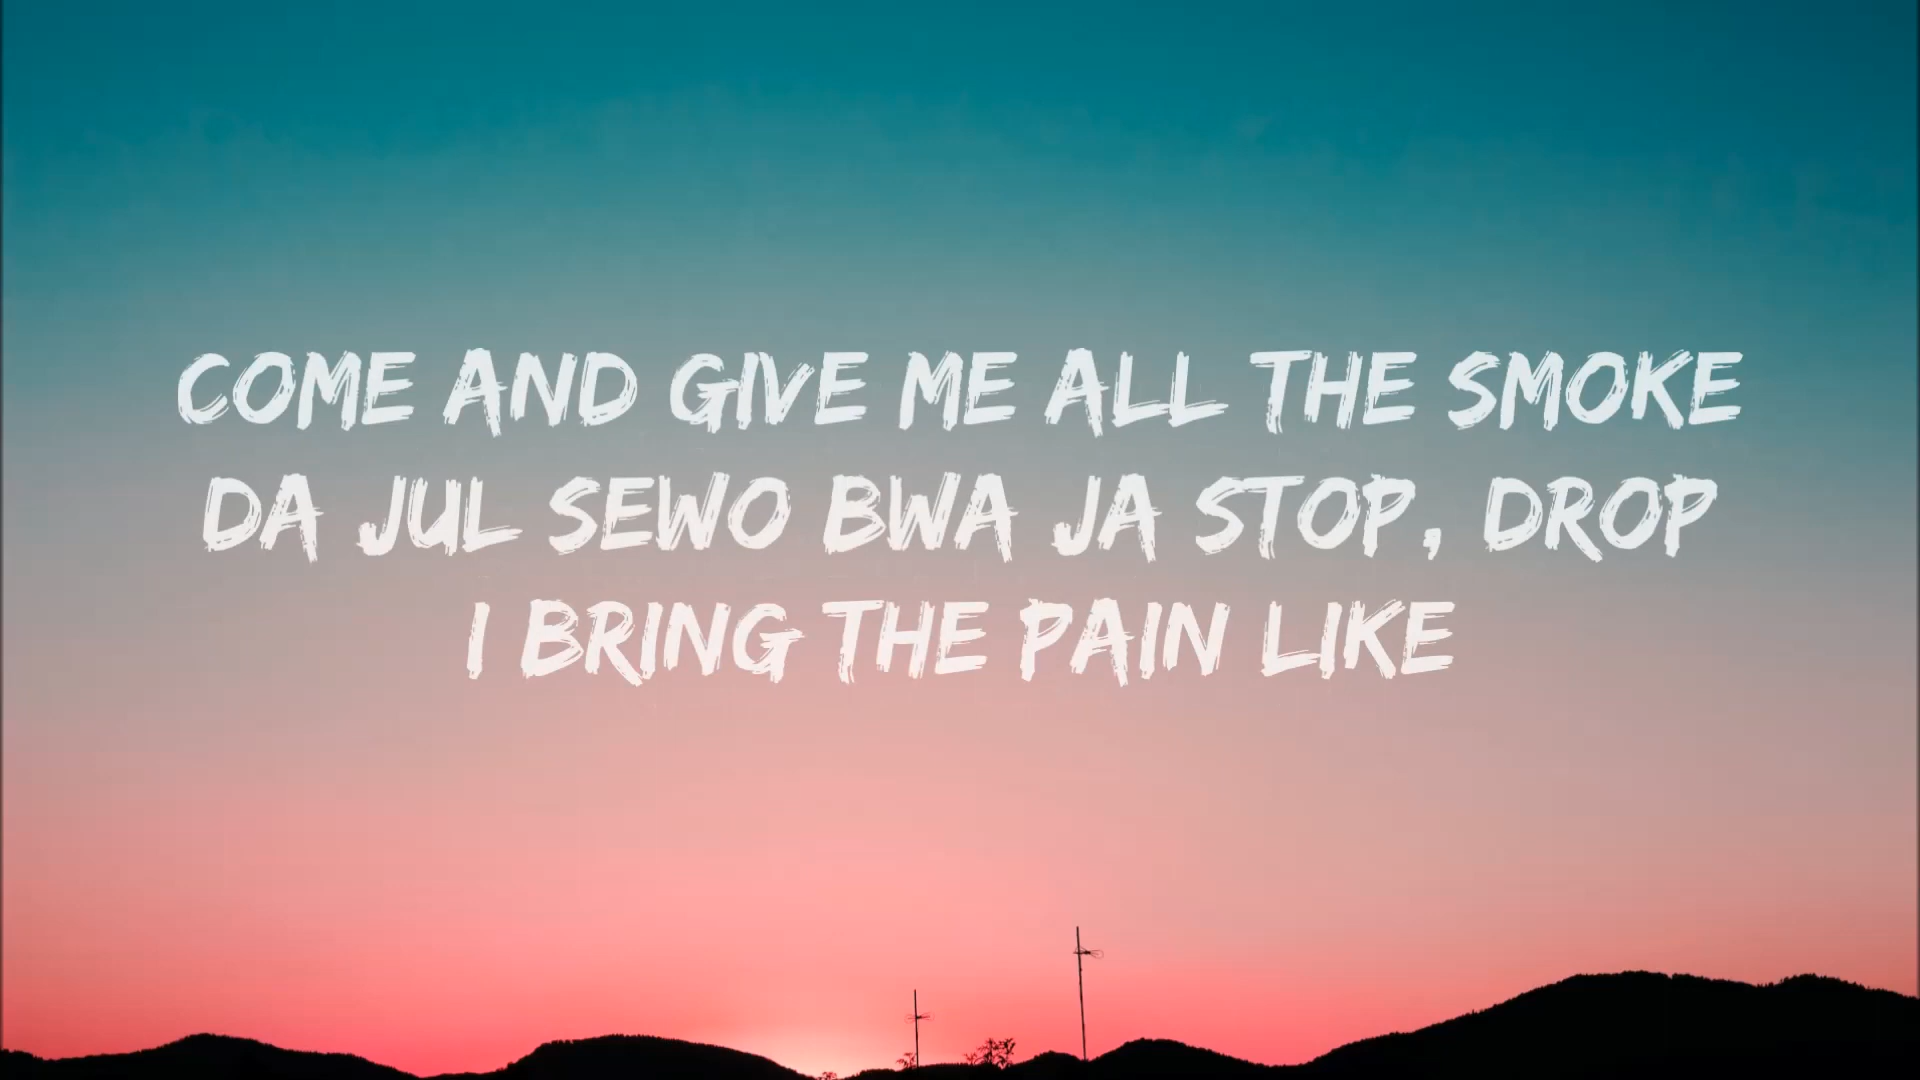 COME AND GIVE ME ALL THE SMOKE
DA JUL SEWO BWA JA STOP, DROP
I BRING THE PAIN LIKE